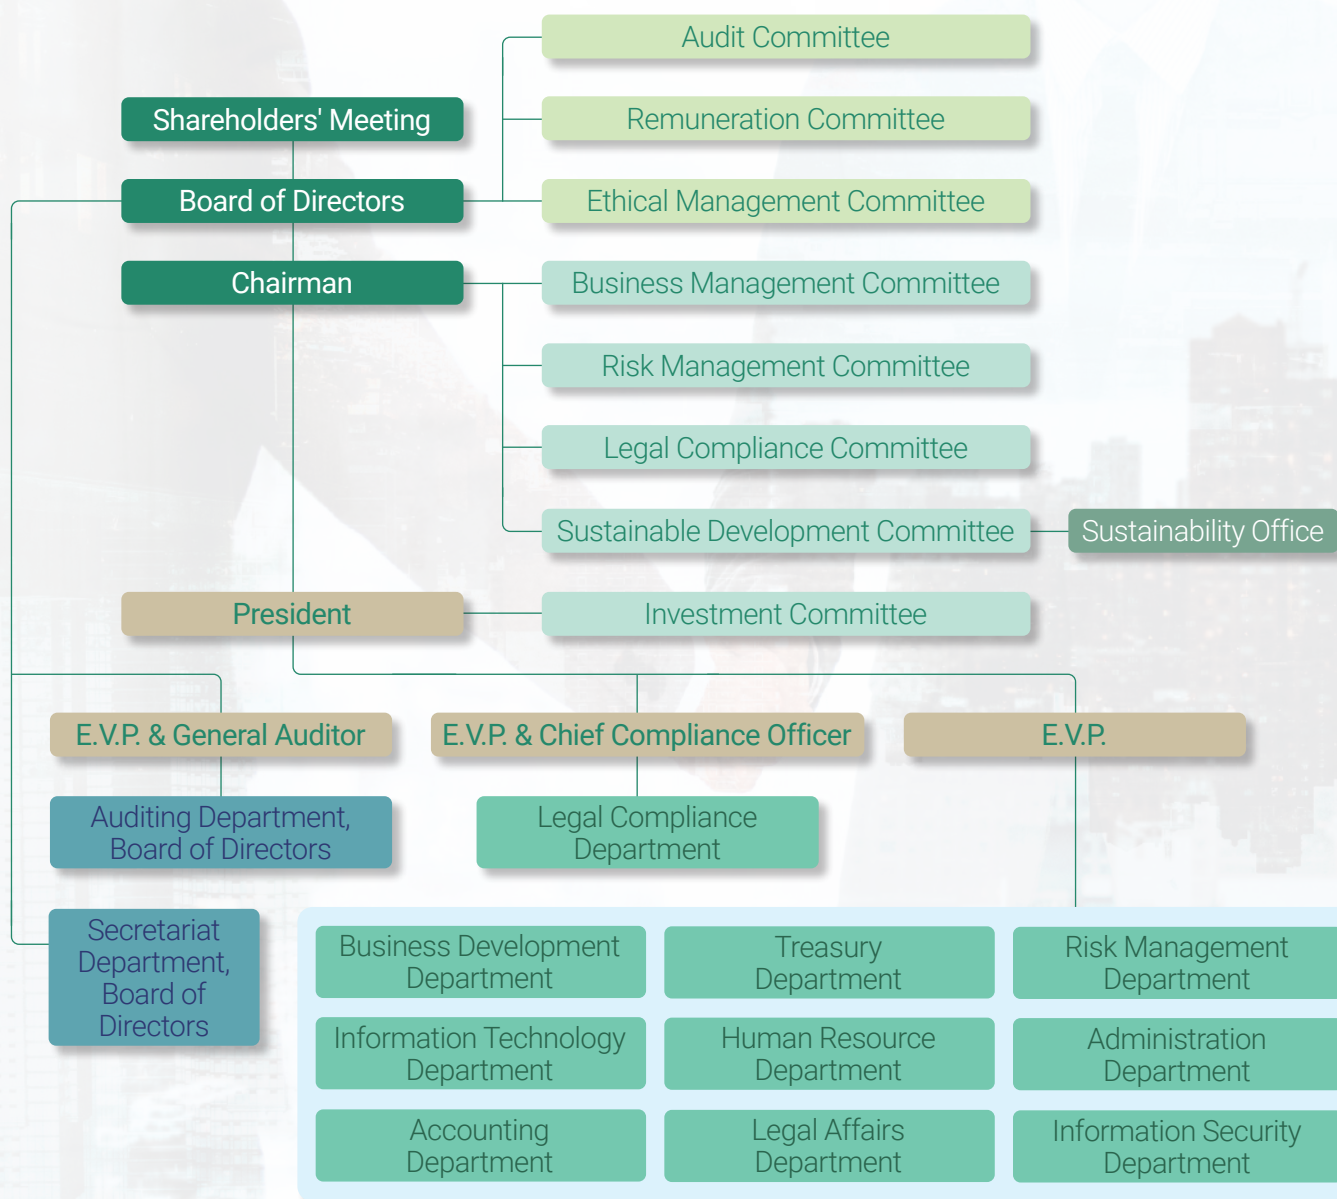 Audit Committee
Shareholders' Meeting
Remuneration Committee
Board of Directors
Ethical Management Committee
Chairman
Business Management Committee
Risk Management Committee
Legal Compliance Committee
Sustainable Development Committee
Sustainability Office
President
Investment Committee
E.V.P. & General Auditor
E.V.P. & Chief Compliance Officer
E.V.P.
Auditing Department,
Board of Directors
Legal Compliance
Department
Secretariat
Department,
Board of
Directors
Business Development
Department
Treasury
Department
Risk Management
Department
Information Technology
Department
Human Resource
Department
Administration
Department
Accounting
Department
Legal Affairs
Department
Information Security
Department